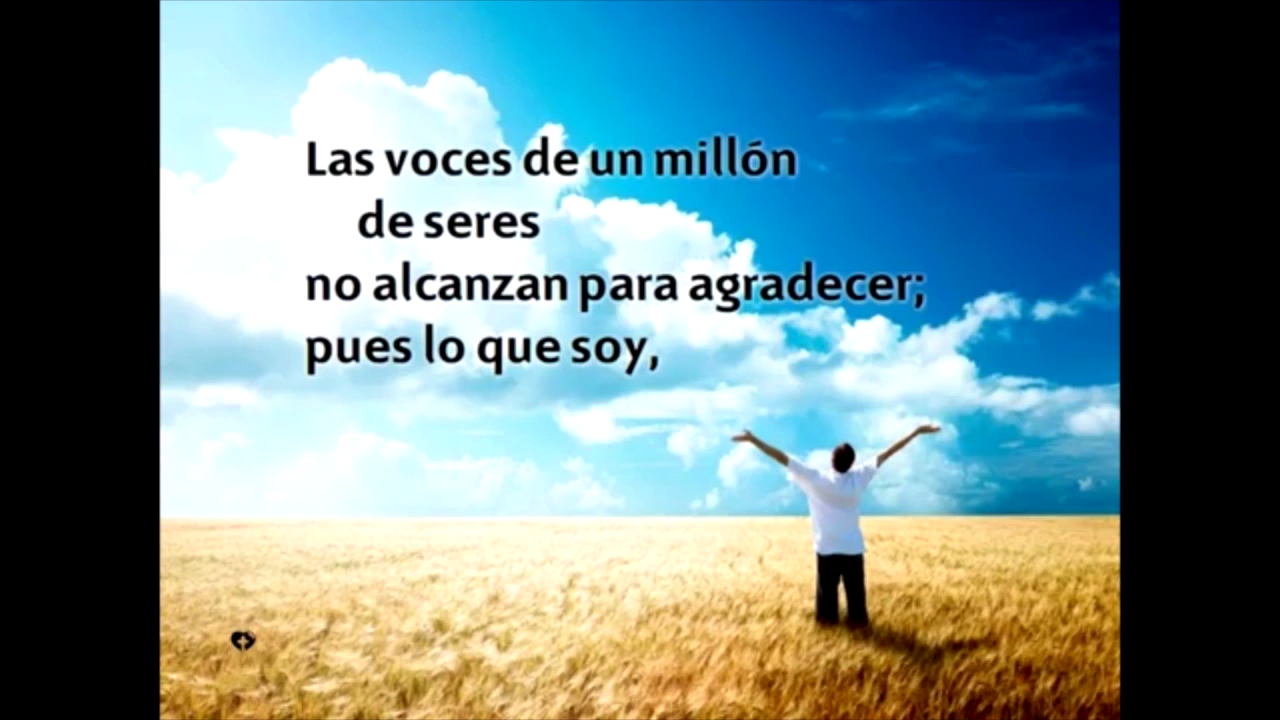 Las voces de un millón
de seres
no alcanzan para agradecer;
pues lo que soy,